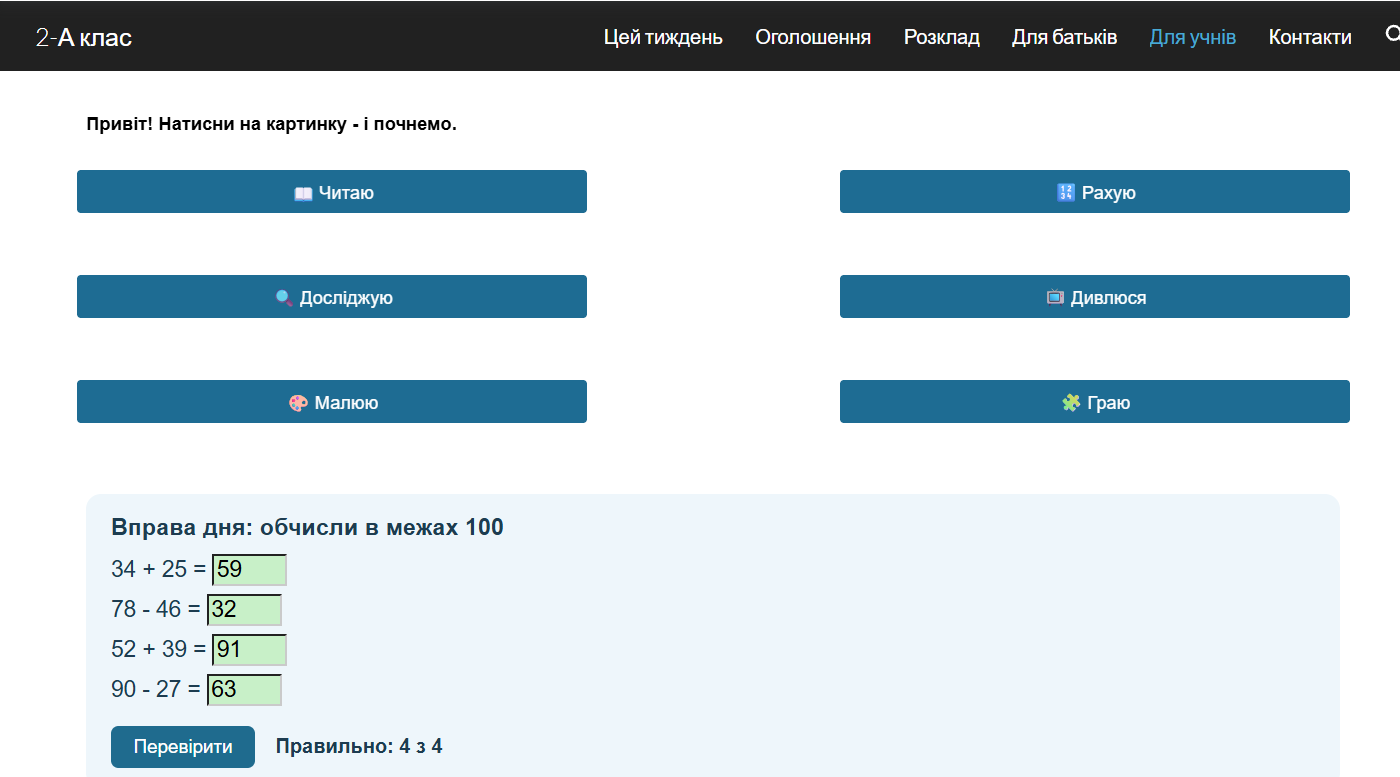 2-А клас
Цей тиждень Оголошення Розклад Для батьків Для учнів Контакти
Привіт! Натисни на картинку - і почнемо.
📖 Читаю
🔢 Рахую
🔍 Досліджую
📺 Дивлюся
🎨 Малюю
🧩 Граю
Вправа дня: обчисли в межах 100
34 + 25 = 59
78 - 46 = 32
52 + 39 = 91
90 - 27 = 63
Перевірити Правильно: 4 з 4